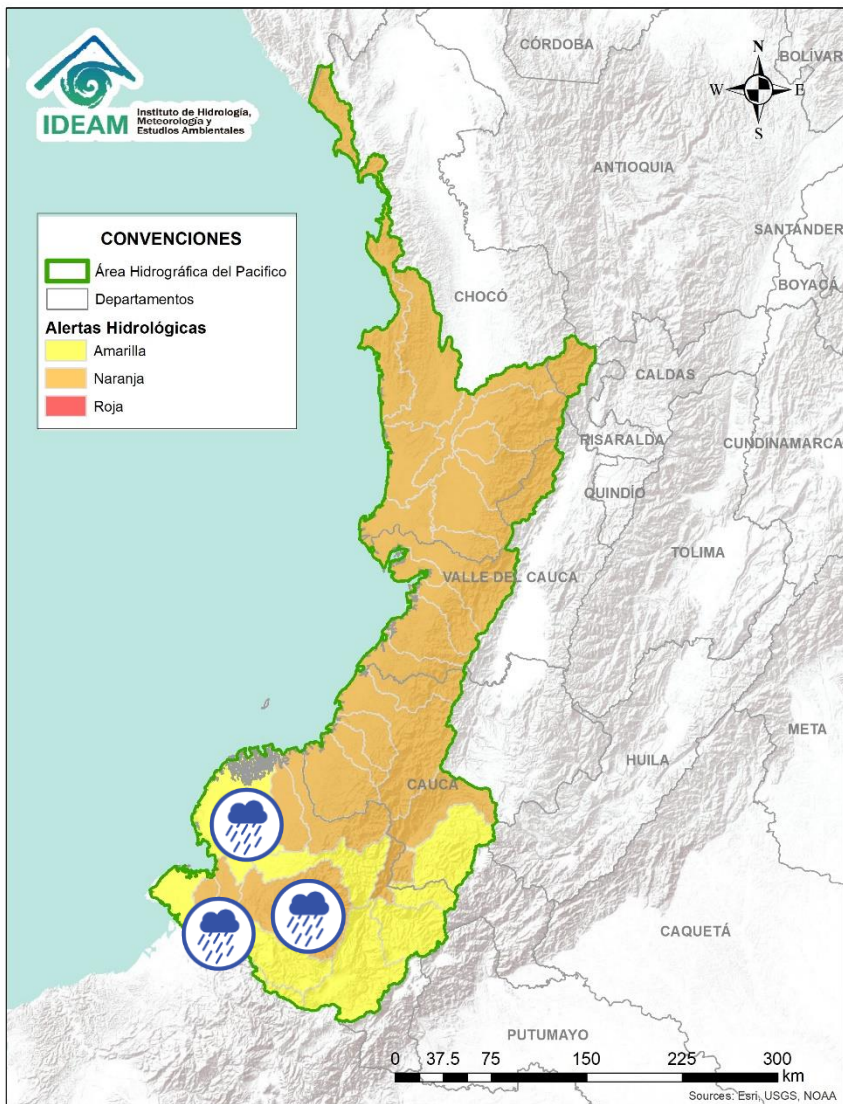 IDEAM
Instituto de Hidrología,
Meteorología y
Estudios Ambientales
N
W
E
S
CÓRDOBA
BOLÍVAR
ANTIOQUIA
SANTANDER
BOYACÁ
CHOCÓ
CALDAS
RISARALDA
CUNDINAMARCA
QUINDÍO
TOLIMA
VALLE DEL CAUCA
META
HUILA
CAUCA
CAQUETÁ
PUTUMAYO
CONVENCIONES
Área Hidrográfica del Pacifico
Departamentos
Alertas Hidrológicas
Amarilla
Naranja
Roja
0 37.5 75 150 225 300
km
Sources: Esri, USGS, NOAA